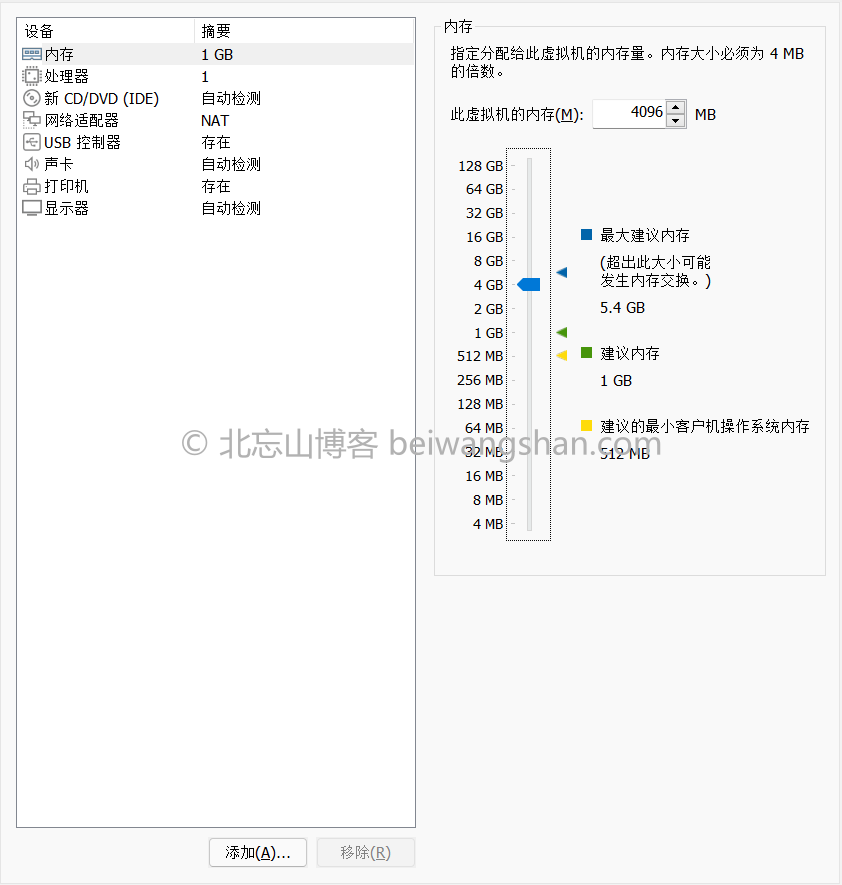 设备 摘要
内存 1 GB
处理器 1
新 CD/DVD (IDE) 自动检测
网络适配器 NAT
USB 控制器 存在
声卡 自动检测
打印机 存在
显示器 自动检测
添加(A)... 移除(R)
内存
指定分配给此虚拟机的内存量。内存大小必须为 4 MB
的倍数。
此虚拟机的内存(M): 4096 MB
128 GB
64 GB
32 GB
16 GB
8 GB
4 GB
2 GB
1 GB
512 MB
256 MB
128 MB
64 MB
32 MB
16 MB
8 MB
4 MB
最大建议内存
(超出此大小可能
发生内存交换。)
5.4 GB
建议内存
1 GB
建议的最小客户机操作系统内存
512 MB
© 北忘山博客 beiwangshan.com